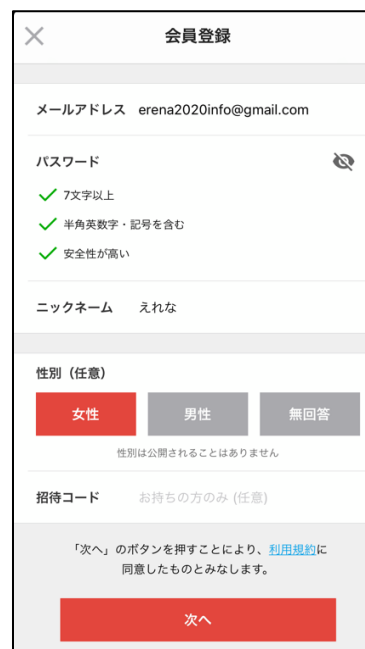 会員登録
メールアドレス erena2020info@gmail.com
パスワード
7文字以上
半角英数字・記号を含む
安全性が高い
ニックネーム えれな
性別（任意）
女性 男性 無回答
性別は公開されることはありません
招待コード お持ちの方のみ (任意)
「次へ」のボタンを押すことにより、利用規約に
同意したものとみなします。
次へ